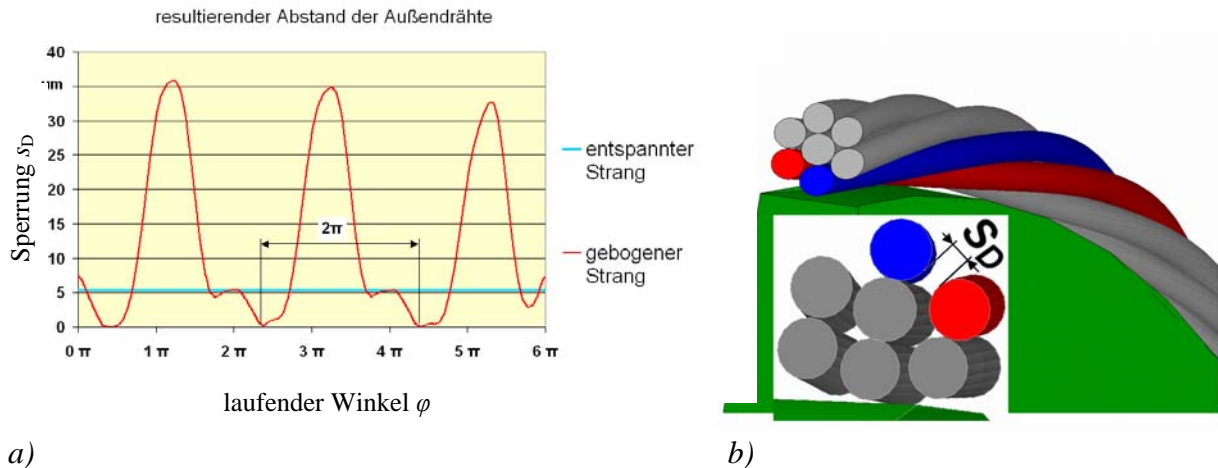 resultierender Abstand der Außendrähte
Sperrung sD
40
35
30
25
20
15
10
5
0
0 π
1 π
2 π
3 π
4 π
5 π
6 π
2π
entspannter
Strang
gebogener
Strang
laufender Winkel φ
SD
a)
b)